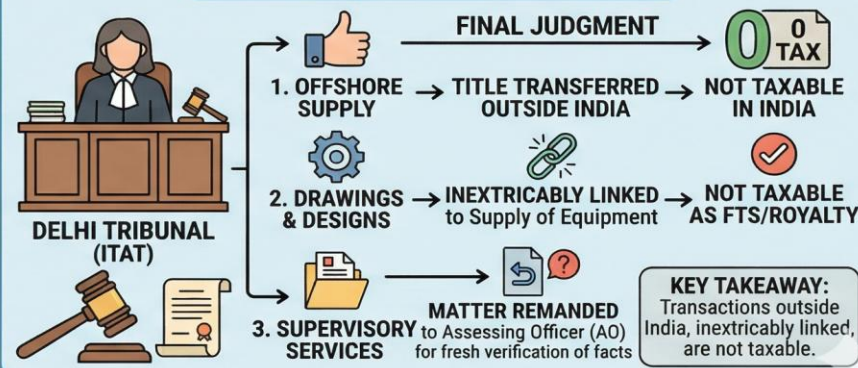 FINAL JUDGMENT
0
0
TAX
1. OFFSHORE
SUPPLY
TITLE TRANSFERRED
OUTSIDE INDIA
NOT TAXABLE
IN INDIA
2. DRAWINGS
& DESIGNS
INEXTRICABLY LINKED
to Supply of Equipment
NOT TAXABLE
AS FTS/ROYALTY
DELHI TRIBUNAL
(ITAT)
3. SUPERVISORY
SERVICES
?
MATTER REMANDED
to Assessing Officer (AO)
for fresh verification of facts
KEY TAKEAWAY:
Transactions outside
India, inextricably linked,
are not taxable.